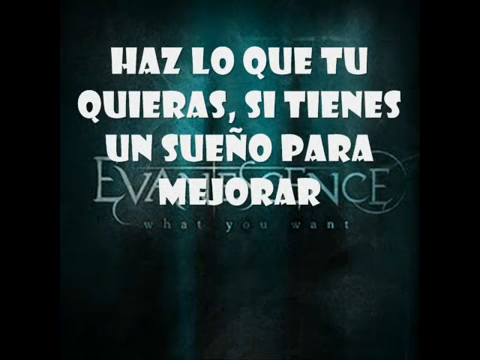 HAZ LO QUE TU
QUIERAS, SI TIENES
UN SUEÑO PARA
MEJORAR
EVANESCENCE
what you want